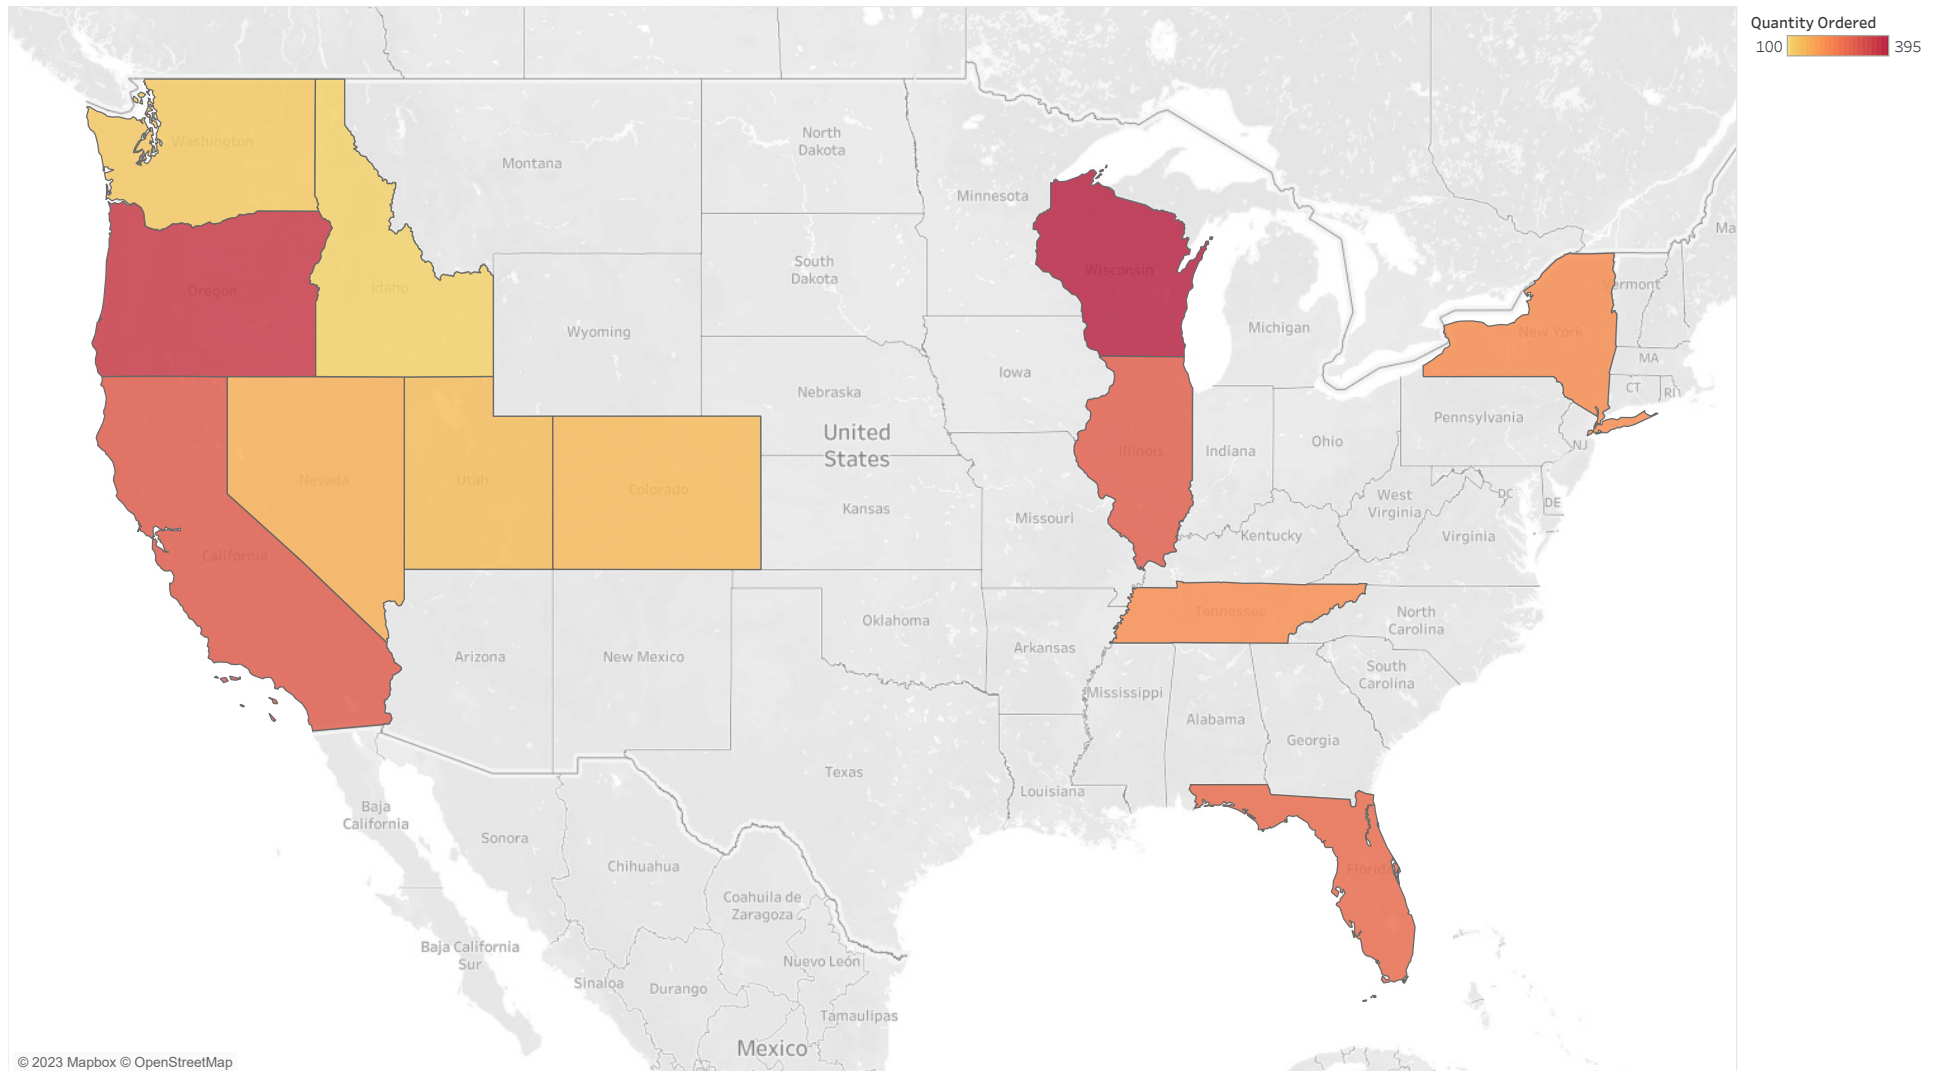 Quantity Ordered
100
395
Washington
Montana
North
Dakota
Minnesota
Oregon
Idaho
South
Dakota
Wisconsin
Michigan
Wyoming
Vermont
New York
Ma
Iowa
Nebraska
MA
CT
RI
Pennsylvania
United
States
Nevada
Utah
Colorado
Kansas
Illinois
Indiana
Ohio
NJ
Missouri
West
Virginia
DC
DE
Kentucky
Virginia
California
Arizona
New Mexico
Oklahoma
Arkansas
Tennessee
North
Carolina
South
Carolina
Mississippi
Alabama
Georgia
Texas
Louisiana
Florida
Baja
California
Sonora
Chihuahua
Coahuila de
Zaragoza
Baja California
Sur
Sinaloa
Durango
Nuevo León
Tamaulipas
Mexico
© 2023 Mapbox © OpenStreetMap